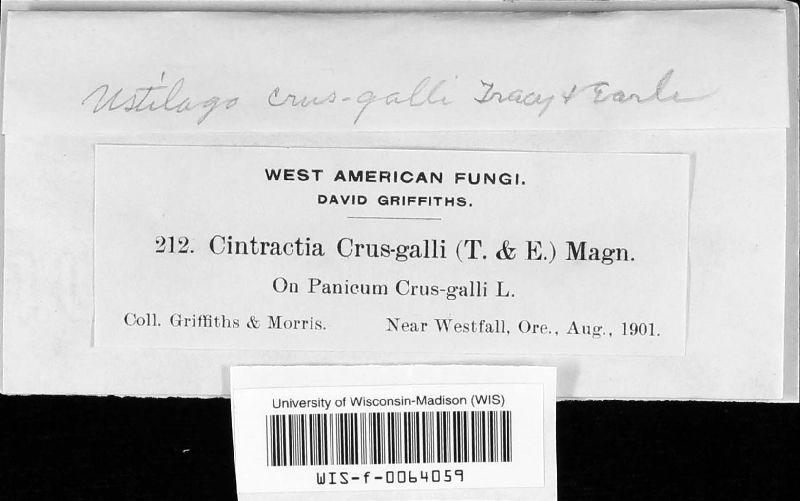 Ustilago crus-galli Tracy & Earle
WEST AMERICAN FUNGI.
DAVID GRIFFITHS.
212. Cintractia Crus-galli (T. & E.) Magn.
On Panicum Crus-galli L.
Coll. Griffiths & Morris. Near Westfall, Ore., Aug., 1901.
University of Wisconsin-Madison (WIS)
WIS-f-0064059